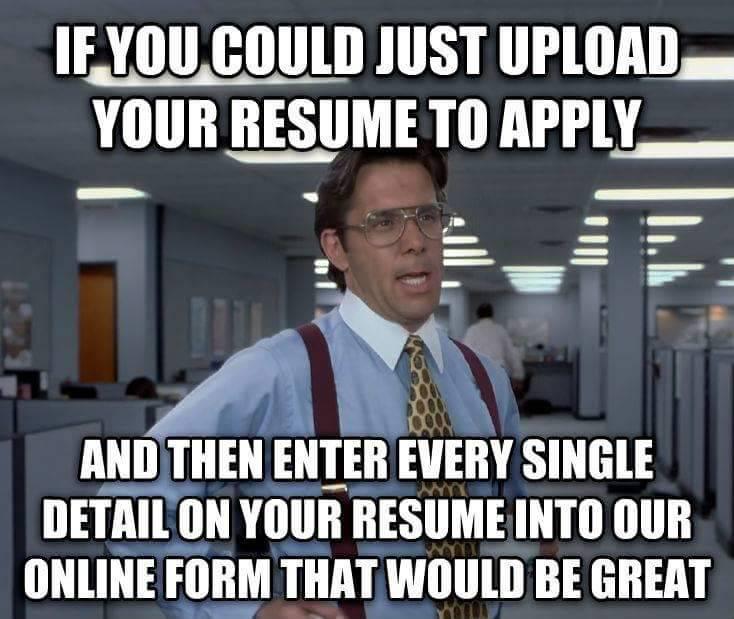 IF YOU COULD JUST UPLOAD
YOUR RESUME TO APPLY
AND THEN ENTER EVERY SINGLE
DETAIL ON YOUR RESUME INTO OUR
ONLINE FORM THAT WOULD BE GREAT